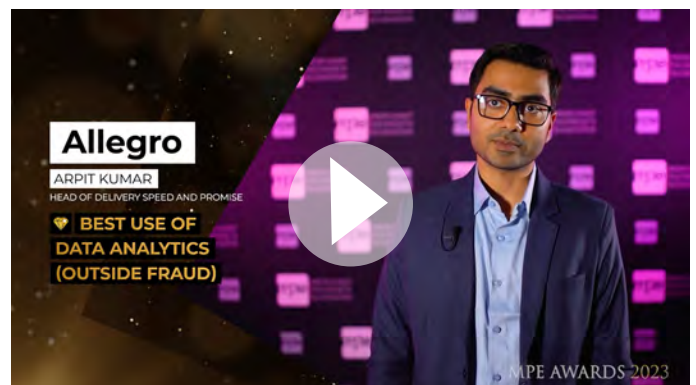 Allegro
ARPIT KUMAR
HEAD OF DELIVERY SPEED AND PROMISE
BEST USE OF
DATA ANALYTICS
(OUTSIDE FRAUD)
MPE AWARDS 2023